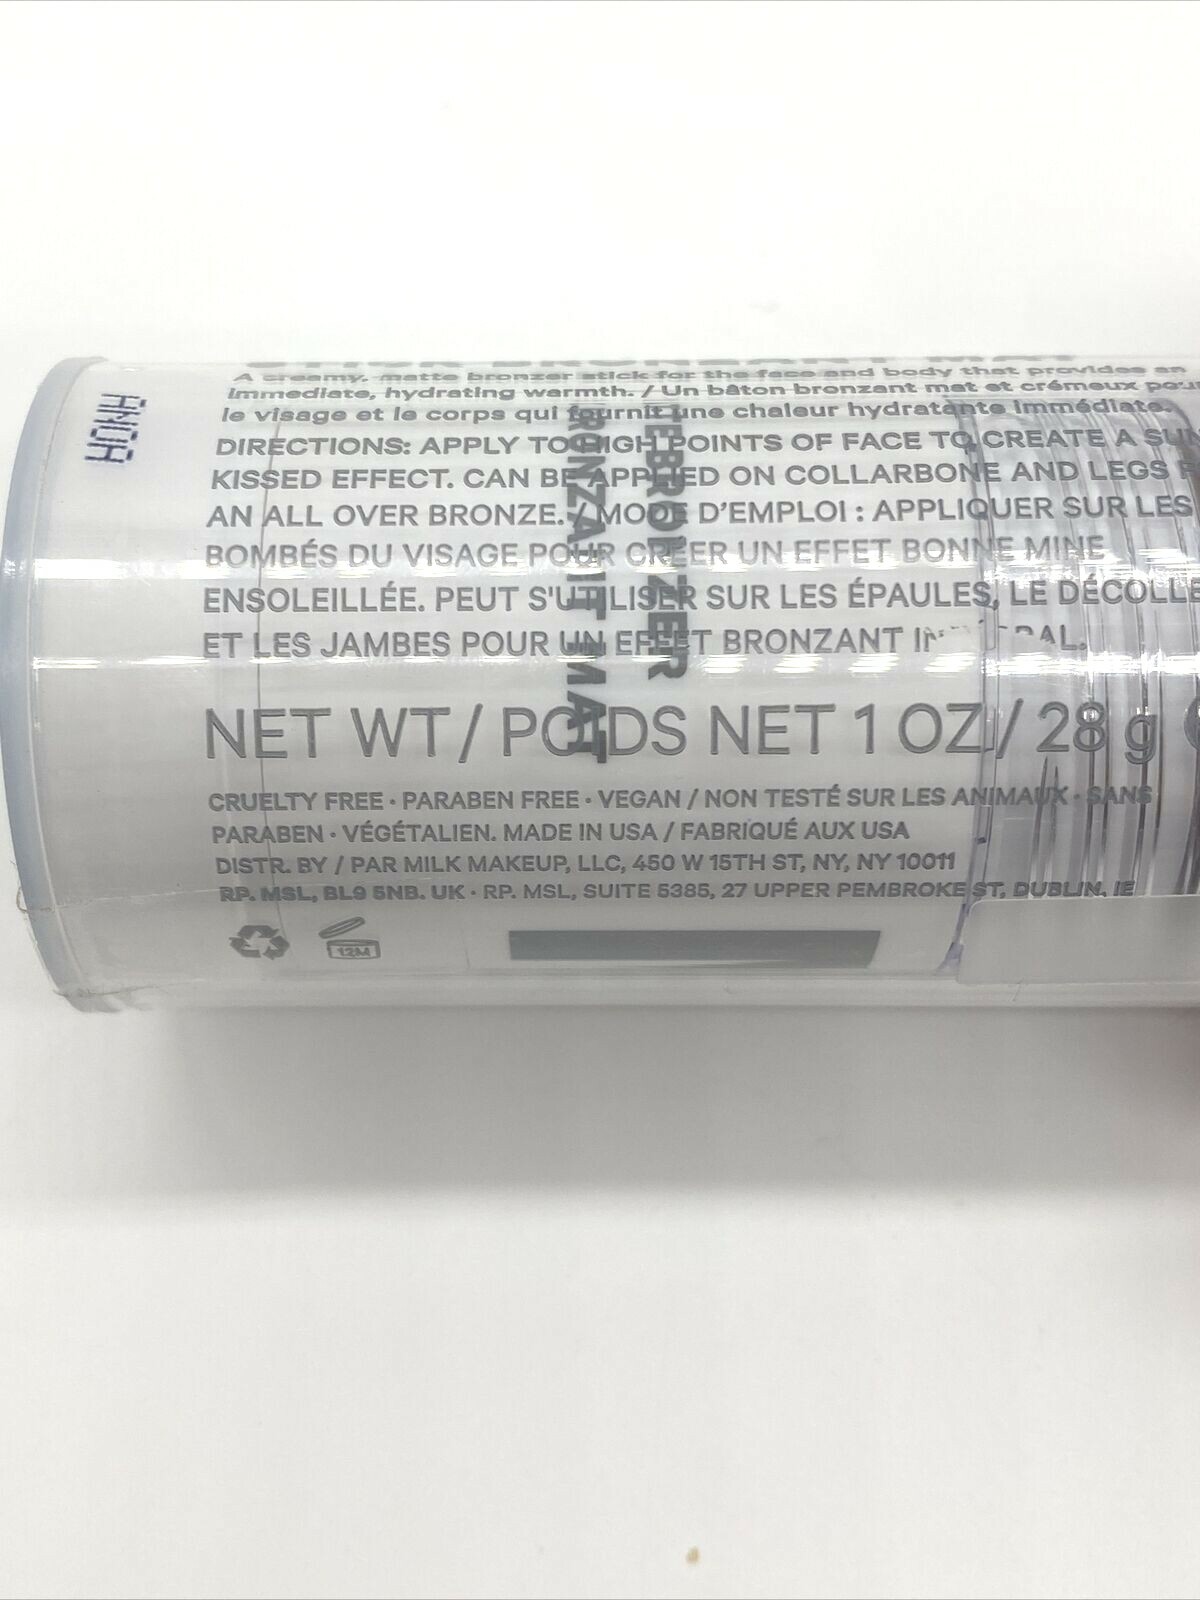 STICK BRONZANT MAT
A creamy, matte bronzer stick for the face and body that provides an
immediate, hydrating warmth. / Un bâton bronzant mat et crémeux pour
le visage et le corps qui fournit une chaleur hydratante immédiate.
DIRECTIONS: APPLY TO HIGH POINTS OF FACE TO CREATE A SUN
KISSED EFFECT. CAN BE APPLIED ON COLLARBONE AND LEGS
AN ALL OVER BRONZE. / MODE D'EMPLOI : APPLIQUER SUR LES
BOMBÉS DU VISAGE POUR CRÉER UN EFFET BONNE MINE
ENSOLEILLÉE. PEUT S'UTILISER SUR LES ÉPAULES, LE DÉCOLLE
ET LES JAMBES POUR UN EFFET BRONZANT
NET WT / POIDS NET 1 OZ / 28 g
CRUELTY FREE · PARABEN FREE · VEGAN / NON TESTÉ SUR LES ANIMAUX · SANS
PARABEN · VÉGÉTALIEN. MADE IN USA / FABRIQUÉ AUX USA
DISTR. BY / PAR MILK MAKEUP, LLC, 450 W 15TH ST, NY, NY 10011
RP. MSL, BL9 5NB. UK · RP. MSL, SUITE 5385, 27 UPPER PEMBROKE ST, DUBLIN, IE
12M
BRONZER
BRONZANT MAT